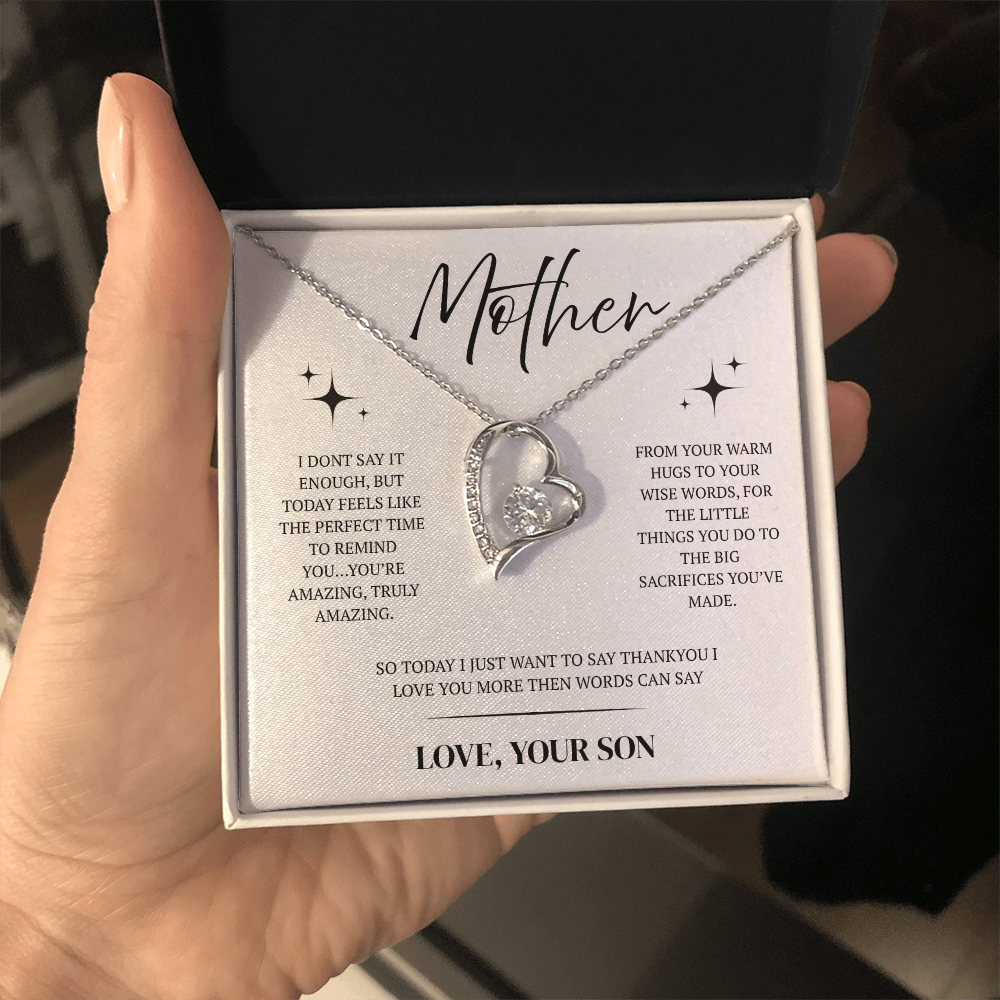 Mother
I DONT SAY IT
ENOUGH, BUT
TODAY FEELS LIKE
THE PERFECT TIME
TO REMIND
YOU...YOU'RE
AMAZING, TRULY
AMAZING.
FROM YOUR WARM
HUGS TO YOUR
WISE WORDS, FOR
THE LITTLE
THINGS YOU DO TO
THE BIG
SACRIFICES YOU'VE
MADE.
SO TODAY I JUST WANT TO SAY THANKYOU I
LOVE YOU MORE THEN WORDS CAN SAY
LOVE, YOUR SON